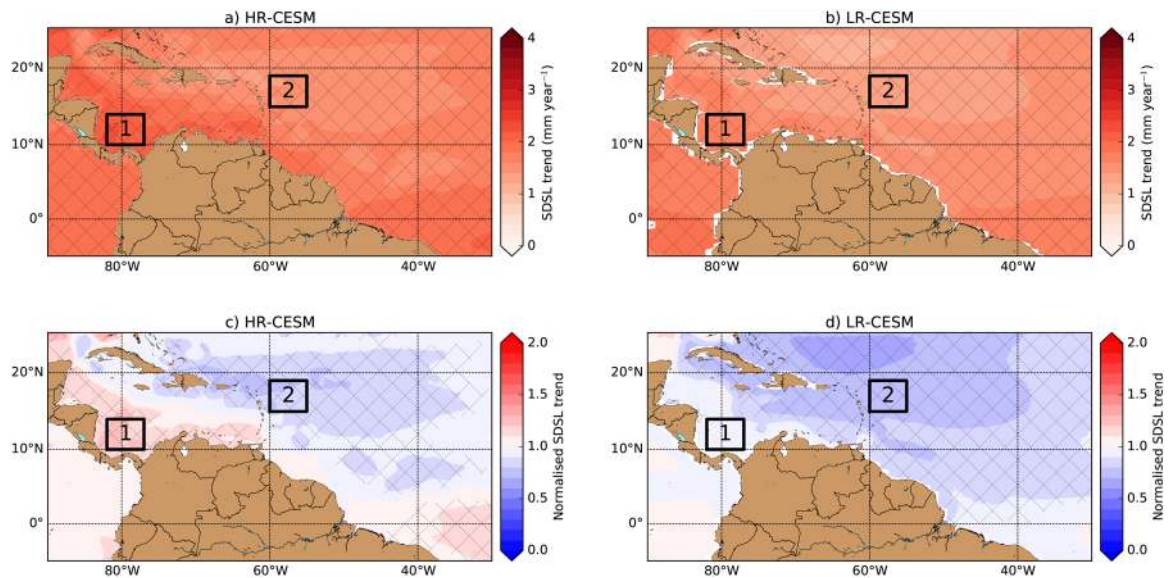 a) HR-CESM
20°N
10°N
0°
80°W
60°W
40°W
1
2
4
3
2
1
0
SDSL trend (mm year⁻¹)
b) LR-CESM
20°N
10°N
0°
80°W
60°W
40°W
1
2
4
3
2
1
0
SDSL trend (mm year⁻¹)
c) HR-CESM
20°N
10°N
0°
80°W
60°W
40°W
1
2
2.0
1.5
1.0
0.5
0.0
Normalised SDSL trend
d) LR-CESM
20°N
10°N
0°
80°W
60°W
40°W
1
2
2.0
1.5
1.0
0.5
0.0
Normalised SDSL trend